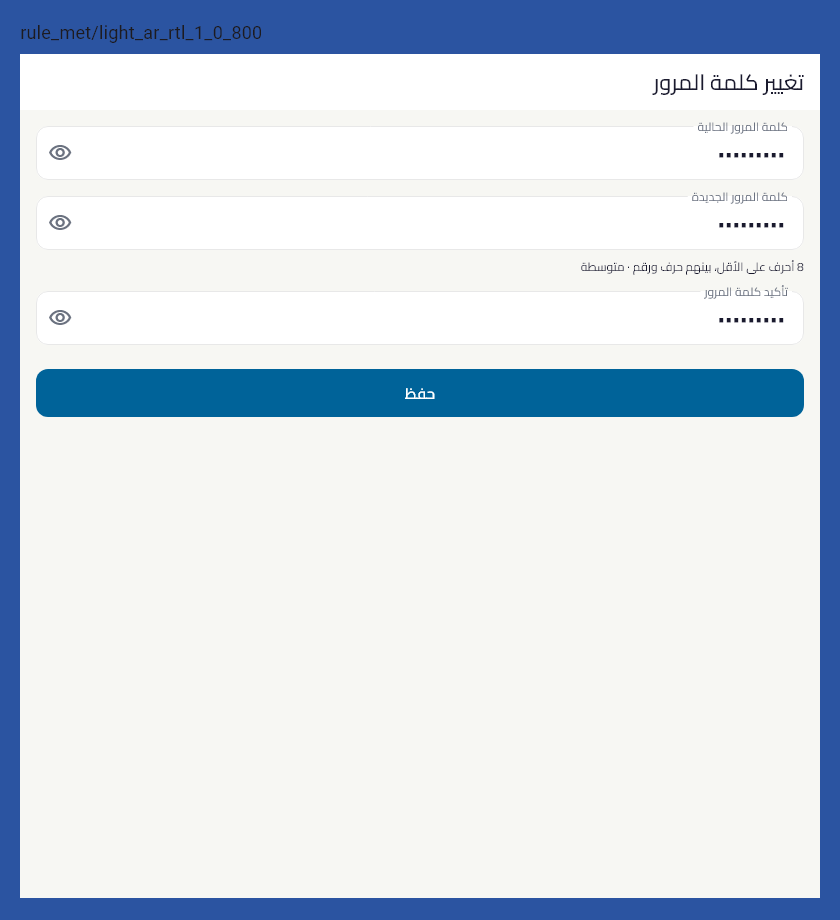 rule_met/light_ar_rtl_1_0_800
تغيير كلمة المرور
كلمة المرور الحالية
•••••••••
كلمة المرور الجديدة
•••••••••
8 أحرف على الأقل، بينهم حرف ورقم · متوسطة
تأكيد كلمة المرور
•••••••••
حفظ